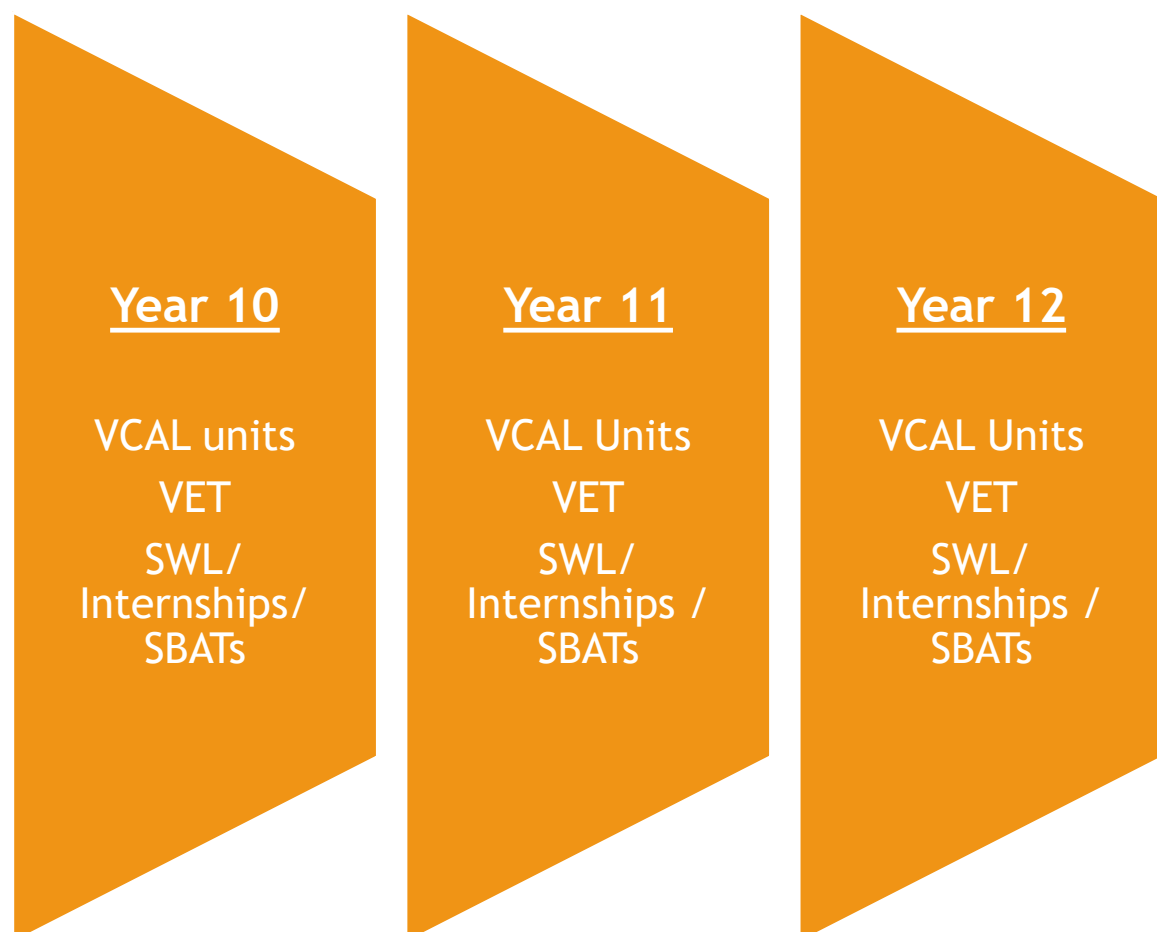 Year 10
VCAL units
VET
SWL/
Internships/
SBATs
Year 11
VCAL Units
VET
SWL/
Internships /
SBATs
Year 12
VCAL Units
VET
SWL/
Internships /
SBATs